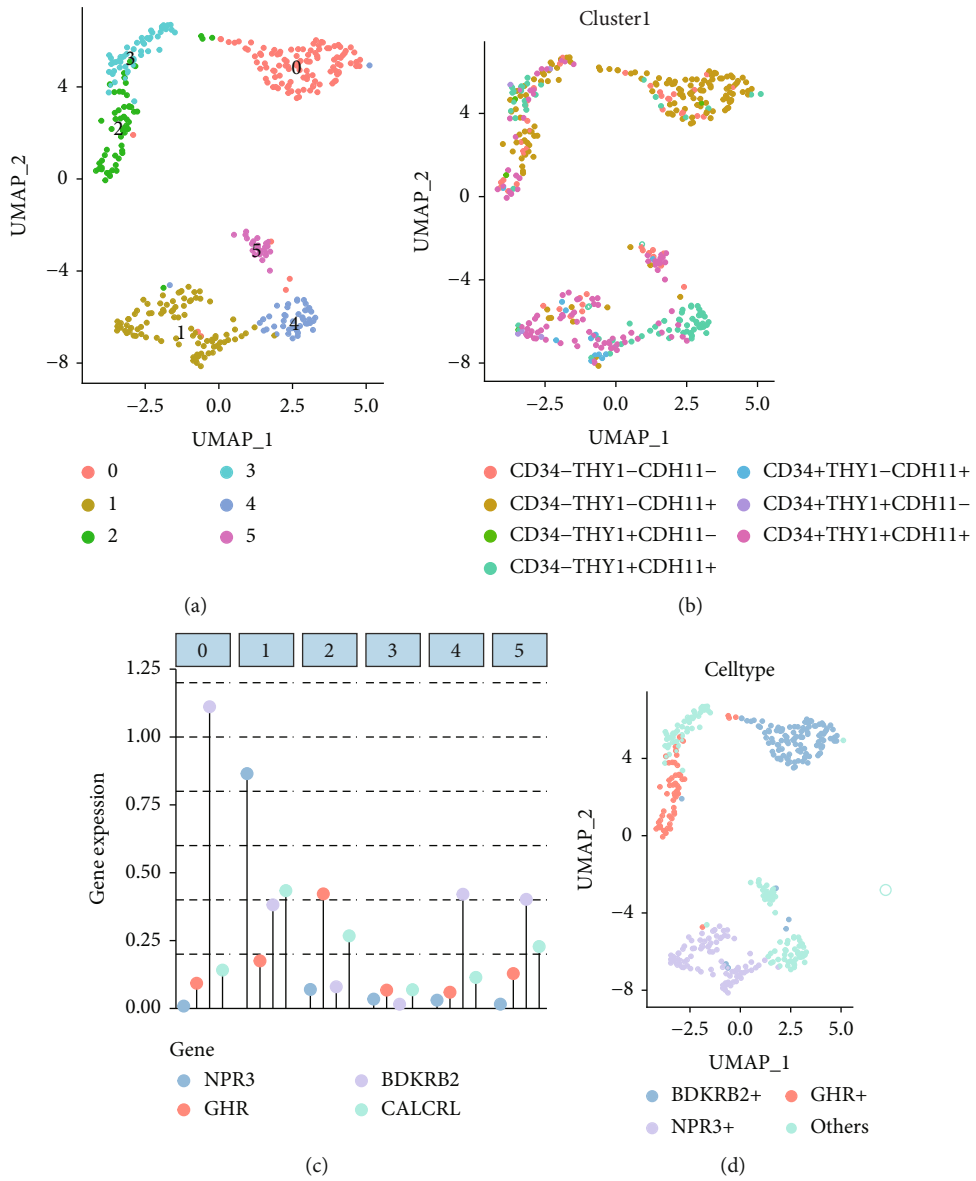 Cluster1
4
0
−4
−8
UMAP_2
0
1
2
3
4
5
−2.5
0.0
2.5
5.0
UMAP_1
0
3
1
4
2
5
(a)
4
0
−4
−8
UMAP_2
−2.5
0.0
2.5
5.0
UMAP_1
CD34−THY1−CDH11−
CD34+THY1−CDH11+
CD34−THY1−CDH11+
CD34+THY1+CDH11−
CD34−THY1+CDH11−
CD34+THY1+CDH11+
CD34−THY1+CDH11+
(b)
0
1
2
3
4
5
1.25
1.00
0.75
0.50
0.25
0.00
Gene expession
Gene
NPR3
BDKRB2
GHR
CALCRL
(c)
Celltype
4
0
−4
−8
UMAP_2
−2.5
0.0
2.5
5.0
UMAP_1
BDKRB2+
GHR+
NPR3+
Others
(d)